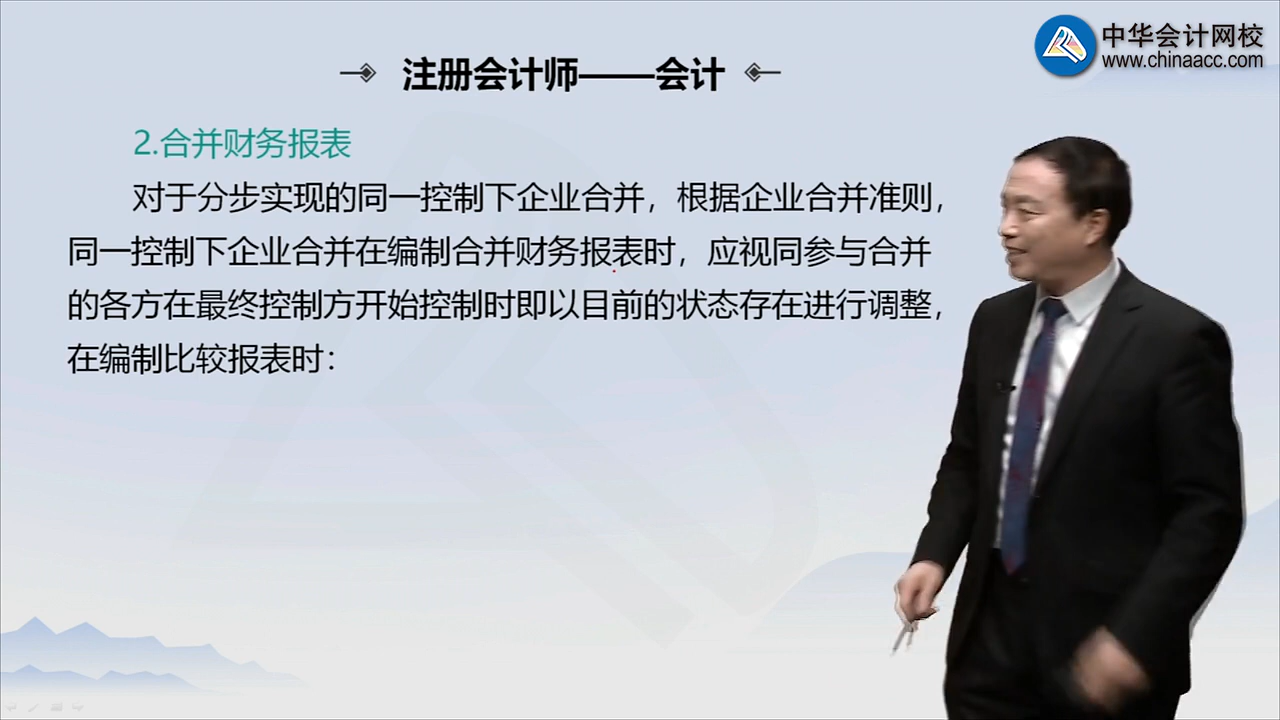 中华会计网校
www.chinaacc.com
注册会计师——会计
2.合并财务报表
对于分步实现的同一控制下企业合并，根据企业合并准则，
同一控制下企业合并在编制合并财务报表时，应视同参与合并
的各方在最终控制方开始控制时即以目前的状态存在进行调整，
在编制比较报表时：